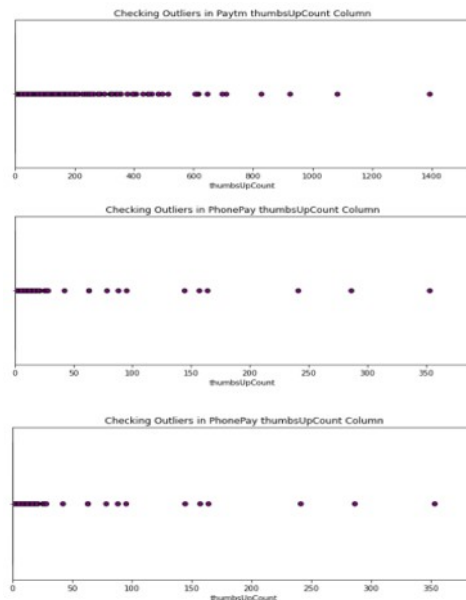 Checking Outliers in Paytm thumbsUpCount Column
0 200 400 600 800 1000 1200 1400
thumbsUpCount
Checking Outliers in PhonePay thumbsUpCount Column
0 50 100 150 200 250 300 350
thumbsUpCount
Checking Outliers in PhonePay thumbsUpCount Column
0 50 100 150 200 250 300 350
thumbsUpCount